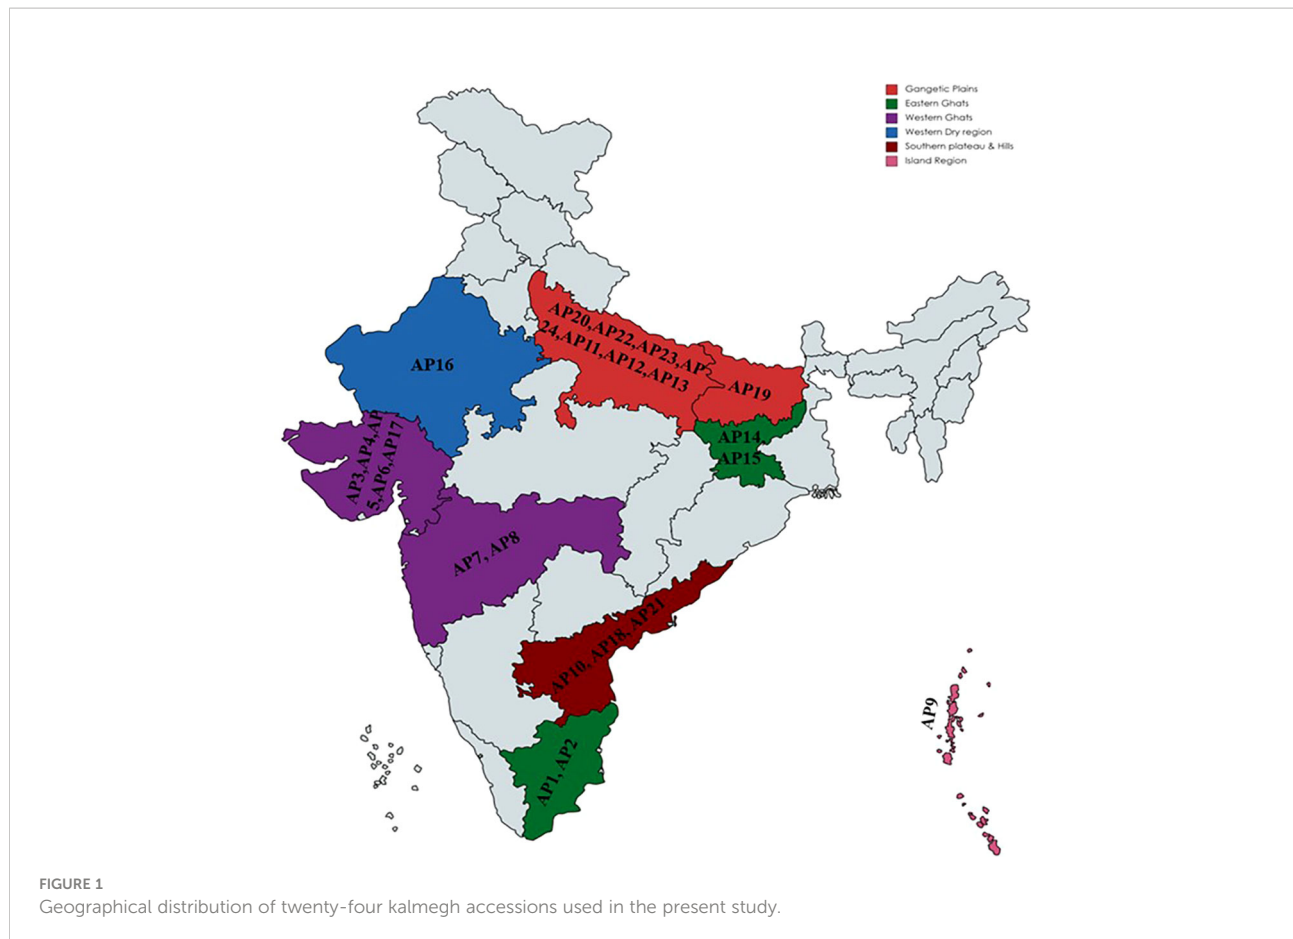 Gangetic Plains
Eastern Ghats
Western Ghats
Western Dry region
Southern plateau & Hills
Island Region
AP20,AP22,AP23,AP
24,AP11,AP12,AP13
AP16
AP19
AP14,
AP15
AP3,AP4,AP
5,AP6,AP17
AP7, AP8
AP10, AP18, AP21
AP9
AP1, AP2
FIGURE 1
Geographical distribution of twenty-four kalmegh accessions used in the present study.